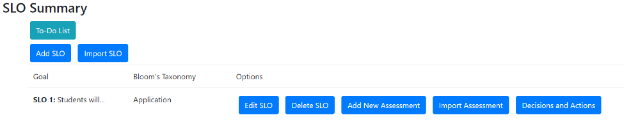 SLO Summary
To-Do List
Add SLO Import SLO
Goal Bloom's Taxonomy Options
SLO 1: Students will... Application Edit SLO Delete SLO Add New Assessment Import Assessment Decisions and Actions